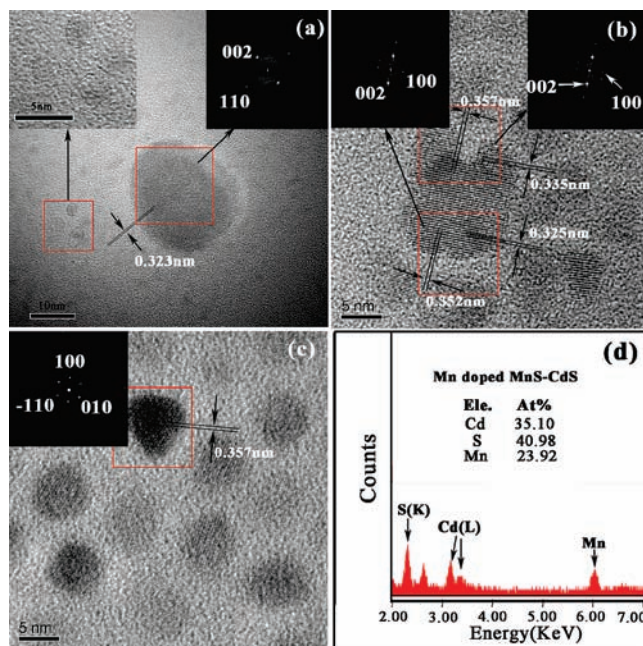 (a)
002
110
5nm
0.323nm
10nm
(b)
002
100
0.357nm
002
100
0.335nm
0.325nm
0.352nm
5 nm
(c)
100
-110
010
0.357nm
5 nm
(d)
Mn doped MnS-CdS
Ele. At%
Cd 35.10
S 40.98
Mn 23.92
Counts
S(K)
Cd(L)
Mn
2.00 3.00 4.00 5.00 6.00 7.00
Energy(KeV)